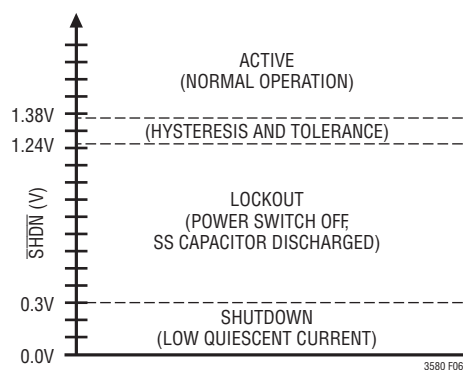 ACTIVE
(NORMAL OPERATION)
1.38V
(HYSTERESIS AND TOLERANCE)
1.24V
SHDN (V)
LOCKOUT
(POWER SWITCH OFF,
SS CAPACITOR DISCHARGED)
0.3V
SHUTDOWN
(LOW QUIESCENT CURRENT)
0.0V
3580 F06